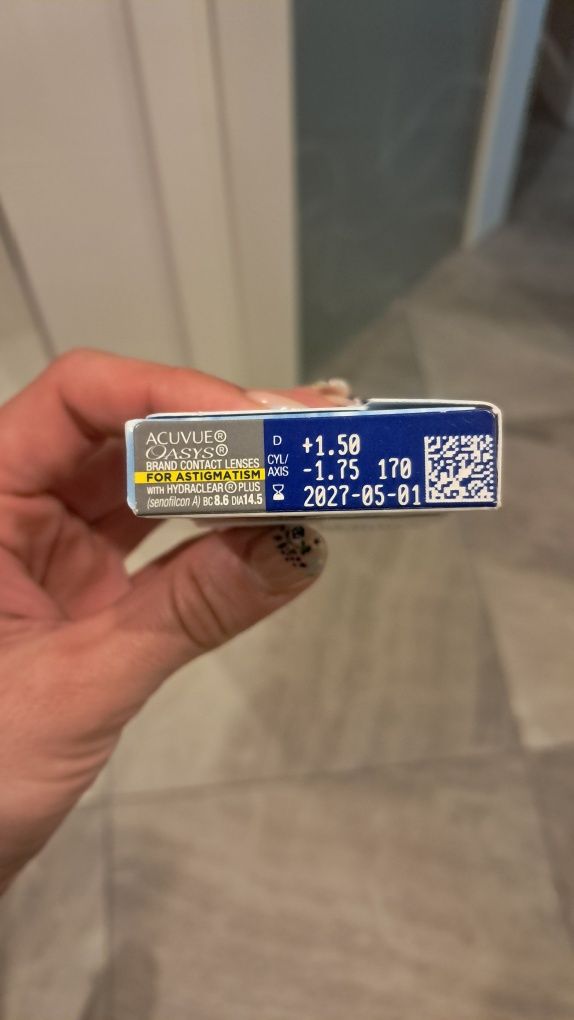 ACUVUE®
OASYS®
BRAND CONTACT LENSES
FOR ASTIGMATISM
WITH HYDRACLEAR® PLUS
(senofilcon A) BC 8.6 DIA 14.5
D +1.50
CYL/
AXIS -1.75 170
2027-05-01